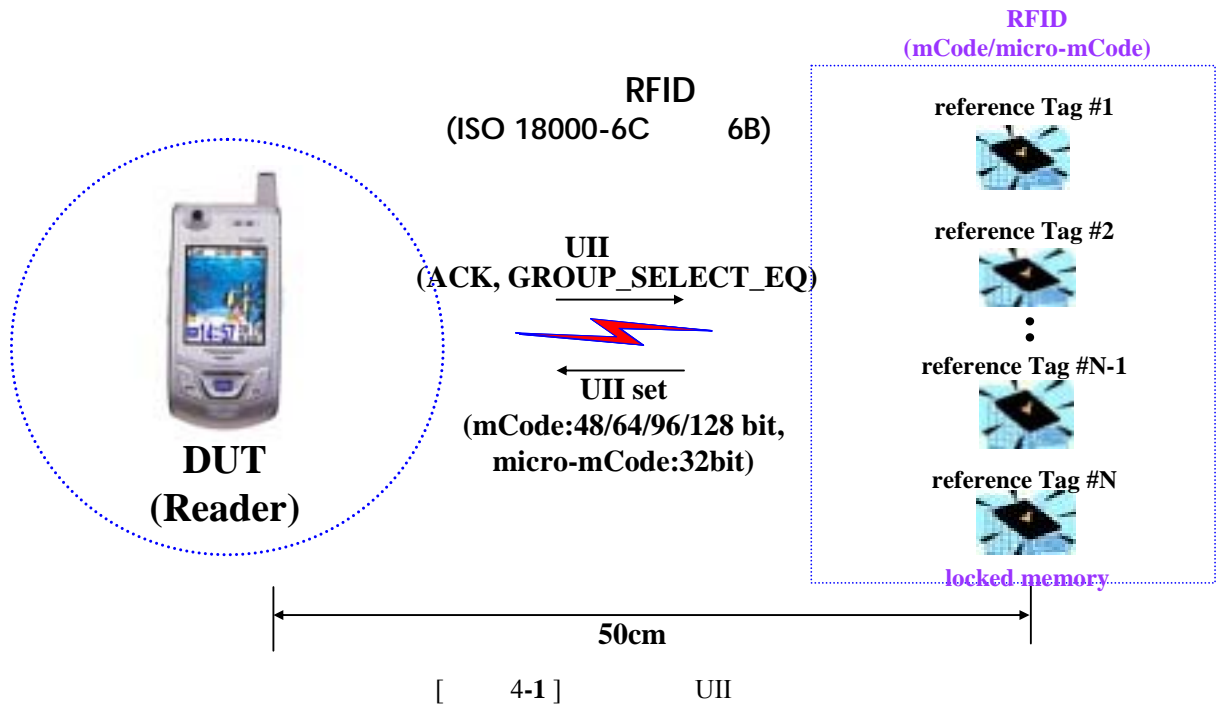 RFID
(mCode/micro-mCode)
RFID
(ISO 18000-6C 6B)
reference Tag #1
reference Tag #2
reference Tag #N-1
reference Tag #N
locked memory
UII
(ACK, GROUP_SELECT_EQ)
UII set
(mCode:48/64/96/128 bit,
micro-mCode:32bit)
14:57
DUT
(Reader)
50cm
[ 4-1 ] UII